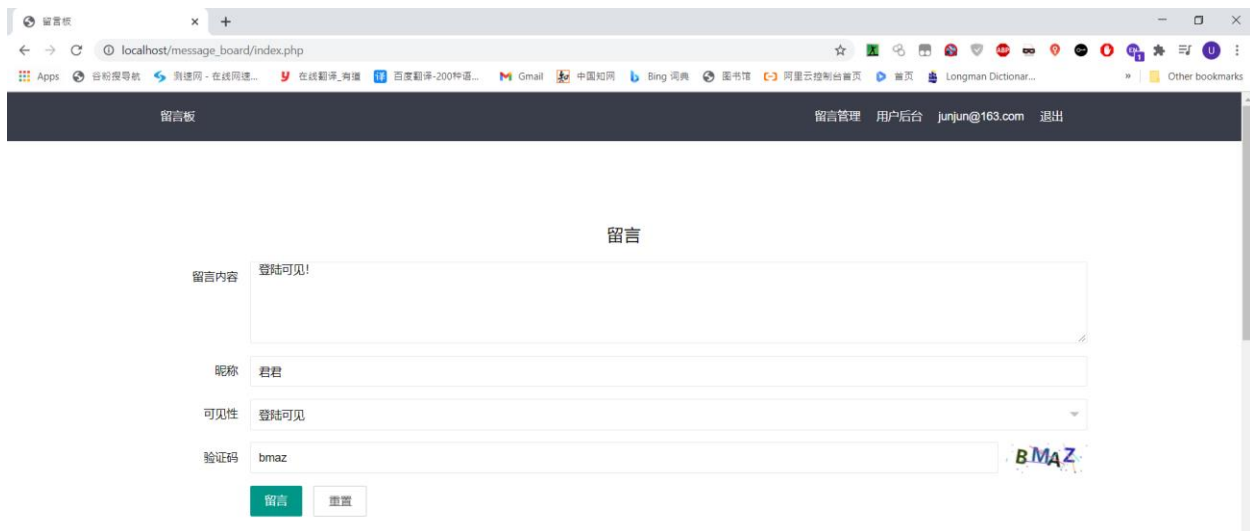 留言板
localhost/message_board/index.php
Apps 谷粉搜导航 测速网 - 在线网速... 在线翻译_有道 百度翻译-200种语... Gmail 中国知网 Bing 词典 图书馆 阿里云控制台首页 首页 Longman Dictionar... » Other bookmarks
留言板 留言管理 用户后台 junjun@163.com 退出
留言
留言内容 登陆可见!
昵称 君君
可见性 登陆可见
验证码 bmaz BMAZ
留言 重置